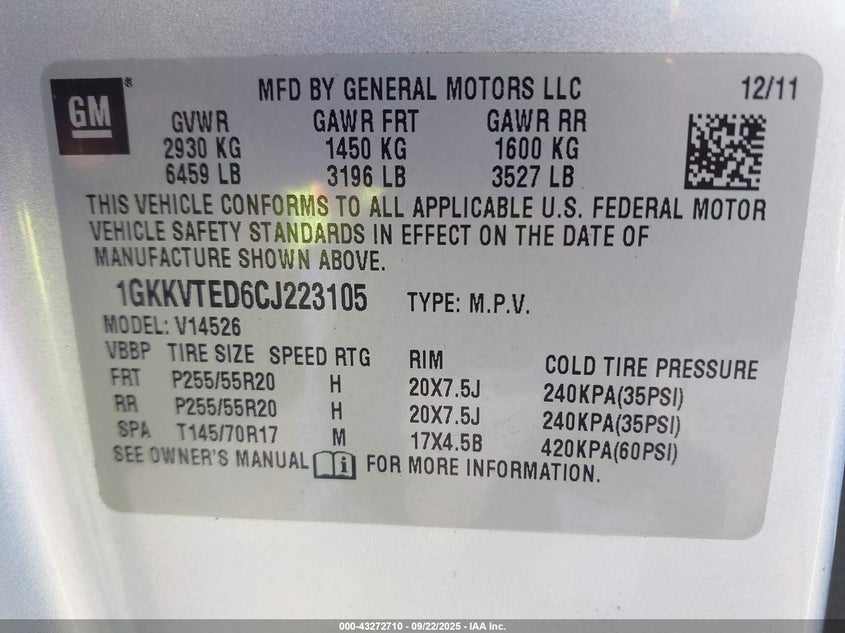 GM ®
MFD BY GENERAL MOTORS LLC 12/11
GVWR GAWR FRT GAWR RR
2930 KG 1450 KG 1600 KG
6459 LB 3196 LB 3527 LB
THIS VEHICLE CONFORMS TO ALL APPLICABLE U.S. FEDERAL MOTOR
VEHICLE SAFETY STANDARDS IN EFFECT ON THE DATE OF
MANUFACTURE SHOWN ABOVE.
1GKKVTED6CJ223105 TYPE: M.P.V.
MODEL: V14526
VBBP TIRE SIZE SPEED RTG RIM COLD TIRE PRESSURE
FRT P255/55R20 H 20X7.5J 240KPA(35PSI)
RR P255/55R20 H 20X7.5J 240KPA(35PSI)
SPA T145/70R17 M 17X4.5B 420KPA(60PSI)
SEE OWNER'S MANUAL i FOR MORE INFORMATION.
000-43272710 - 09/22/2025 - IAA Inc.